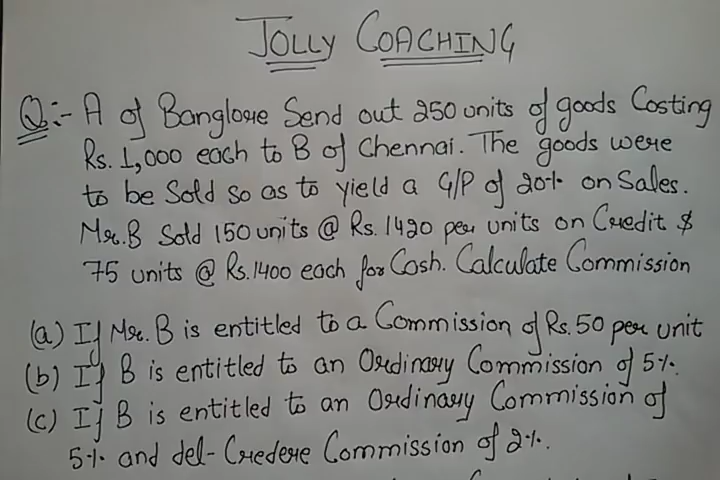 JOLLY COACHING
Q:- A of Banglore Send out 250 units of goods Costing
Rs. 1,000 each to B of Chennai. The goods were
to be Sold so as to yield a G/P of 20% on Sales.
Mr. B Sold 150 units @ Rs. 1420 per units on Credit &
75 units @ Rs. 1400 each for Cash. Calculate Commission
(a) If Mr. B is entitled to a Commission of Rs. 50 per unit
(b) If B is entitled to an Ordinary Commission of 5%.
(c) If B is entitled to an Ordinary Commission of
5% and del-Credere Commission of 2%.